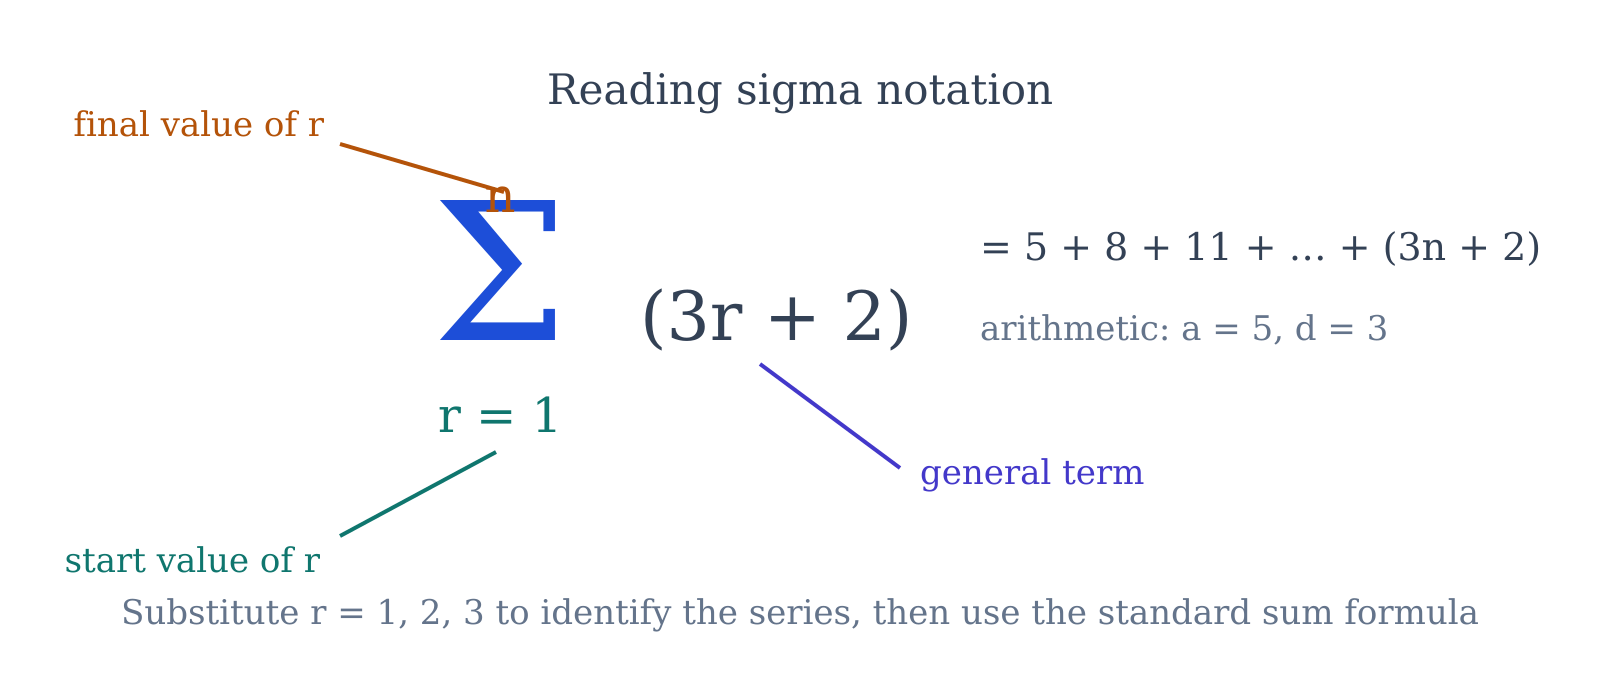 Reading sigma notation
final value of r
n
Σ
(3r + 2)
= 5 + 8 + 11 + ... + (3n + 2)
arithmetic: a = 5, d = 3
r = 1
general term
start value of r
Substitute r = 1, 2, 3 to identify the series, then use the standard sum formula